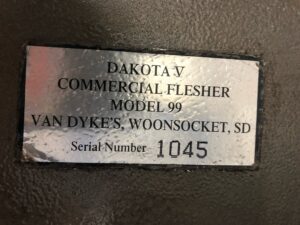 DAKOTA V
COMMERCIAL FLESHER
MODEL 99
VAN DYKE'S, WOONSOCKET, SD
Serial Number 1045